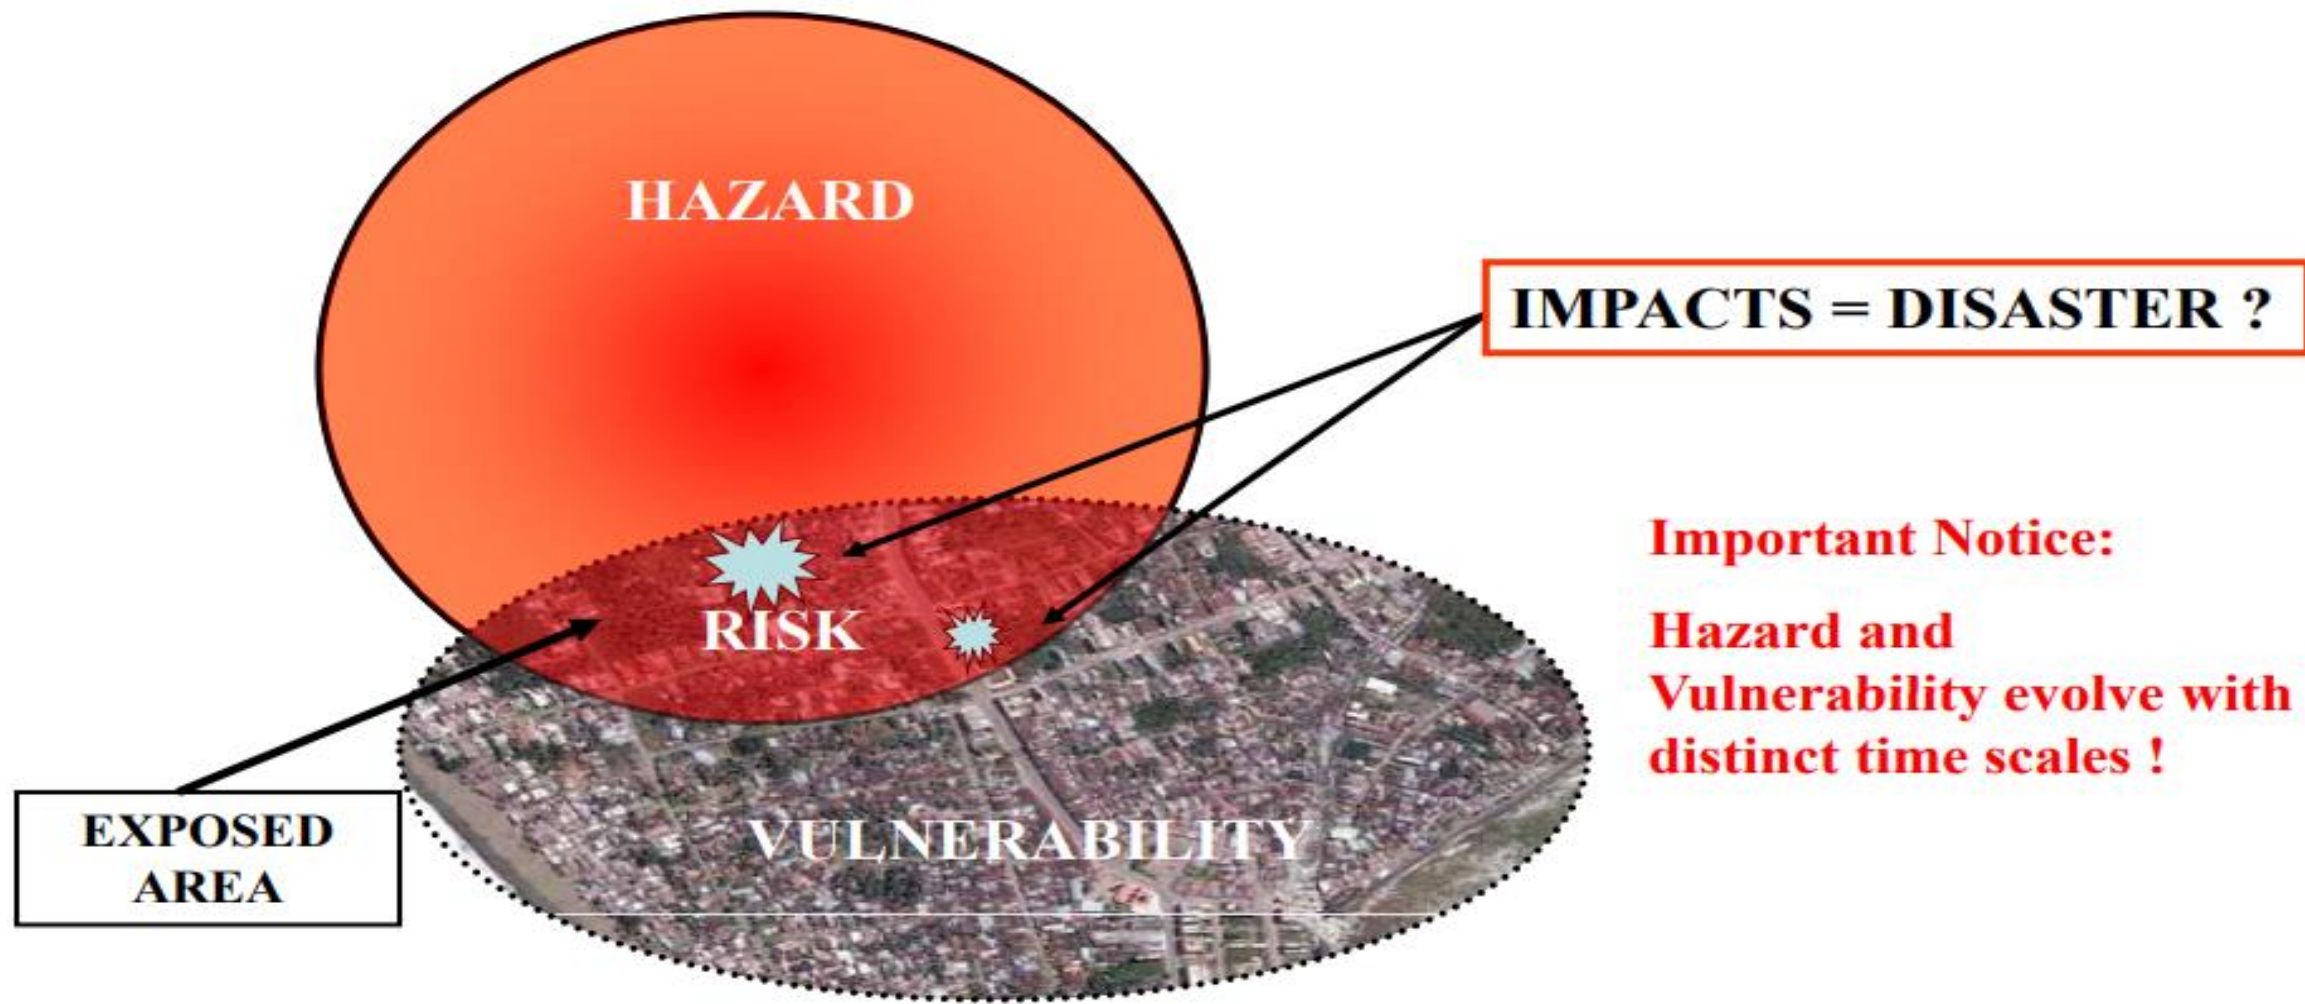 HAZARD
IMPACTS = DISASTER ?
Important Notice:
Hazard and
Vulnerability evolve with
distinct time scales !
RISK
VULNERABILITY
EXPOSED
AREA